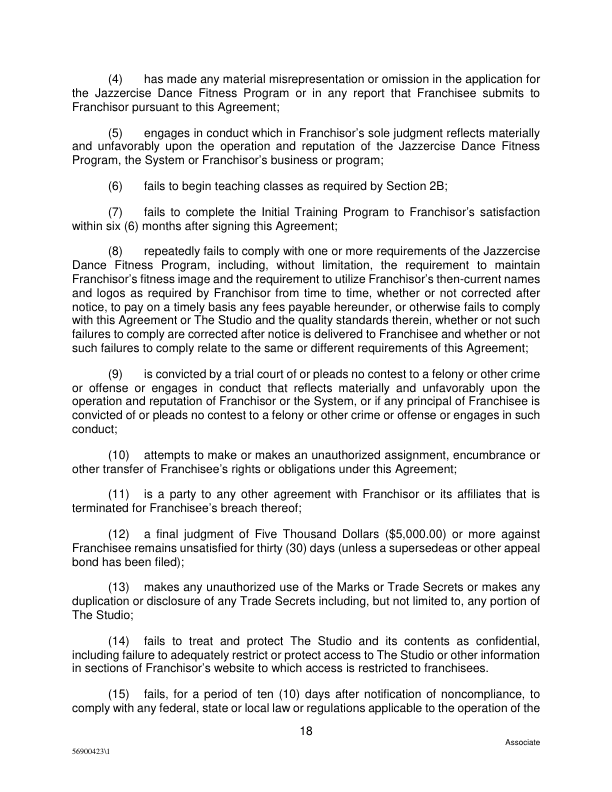 (4) has made any material misrepresentation or omission in the application for
the Jazzercise Dance Fitness Program or in any report that Franchisee submits to
Franchisor pursuant to this Agreement;
(5) engages in conduct which in Franchisor's sole judgment reflects materially
and unfavorably upon the operation and reputation of the Jazzercise Dance Fitness
Program, the System or Franchisor's business or program;
(6) fails to begin teaching classes as required by Section 2B;
(7) fails to complete the Initial Training Program to Franchisor's satisfaction
within six (6) months after signing this Agreement;
(8) repeatedly fails to comply with one or more requirements of the Jazzercise
Dance Fitness Program, including, without limitation, the requirement to maintain
Franchisor's fitness image and the requirement to utilize Franchisor's then-current names
and logos as required by Franchisor from time to time, whether or not corrected after
notice, to pay on a timely basis any fees payable hereunder, or otherwise fails to comply
with this Agreement or The Studio and the quality standards therein, whether or not such
failures to comply are corrected after notice is delivered to Franchisee and whether or not
such failures to comply relate to the same or different requirements of this Agreement;
(9) is convicted by a trial court of or pleads no contest to a felony or other crime
or offense or engages in conduct that reflects materially and unfavorably upon the
operation and reputation of Franchisor or the System, or if any principal of Franchisee is
convicted of or pleads no contest to a felony or other crime or offense or engages in such
conduct;
(10) attempts to make or makes an unauthorized assignment, encumbrance or
other transfer of Franchisee's rights or obligations under this Agreement;
(11) is a party to any other agreement with Franchisor or its affiliates that is
terminated for Franchisee's breach thereof;
(12) a final judgment of Five Thousand Dollars ($5,000.00) or more against
Franchisee remains unsatisfied for thirty (30) days (unless a supersedeas or other appeal
bond has been filed);
(13) makes any unauthorized use of the Marks or Trade Secrets or makes any
duplication or disclosure of any Trade Secrets including, but not limited to, any portion of
The Studio;
(14) fails to treat and protect The Studio and its contents as confidential,
including failure to adequately restrict or protect access to The Studio or other information
in sections of Franchisor's website to which access is restricted to franchisees.
(15) fails, for a period of ten (10) days after notification of noncompliance, to
comply with any federal, state or local law or regulations applicable to the operation of the
18
Associate
56900423\1